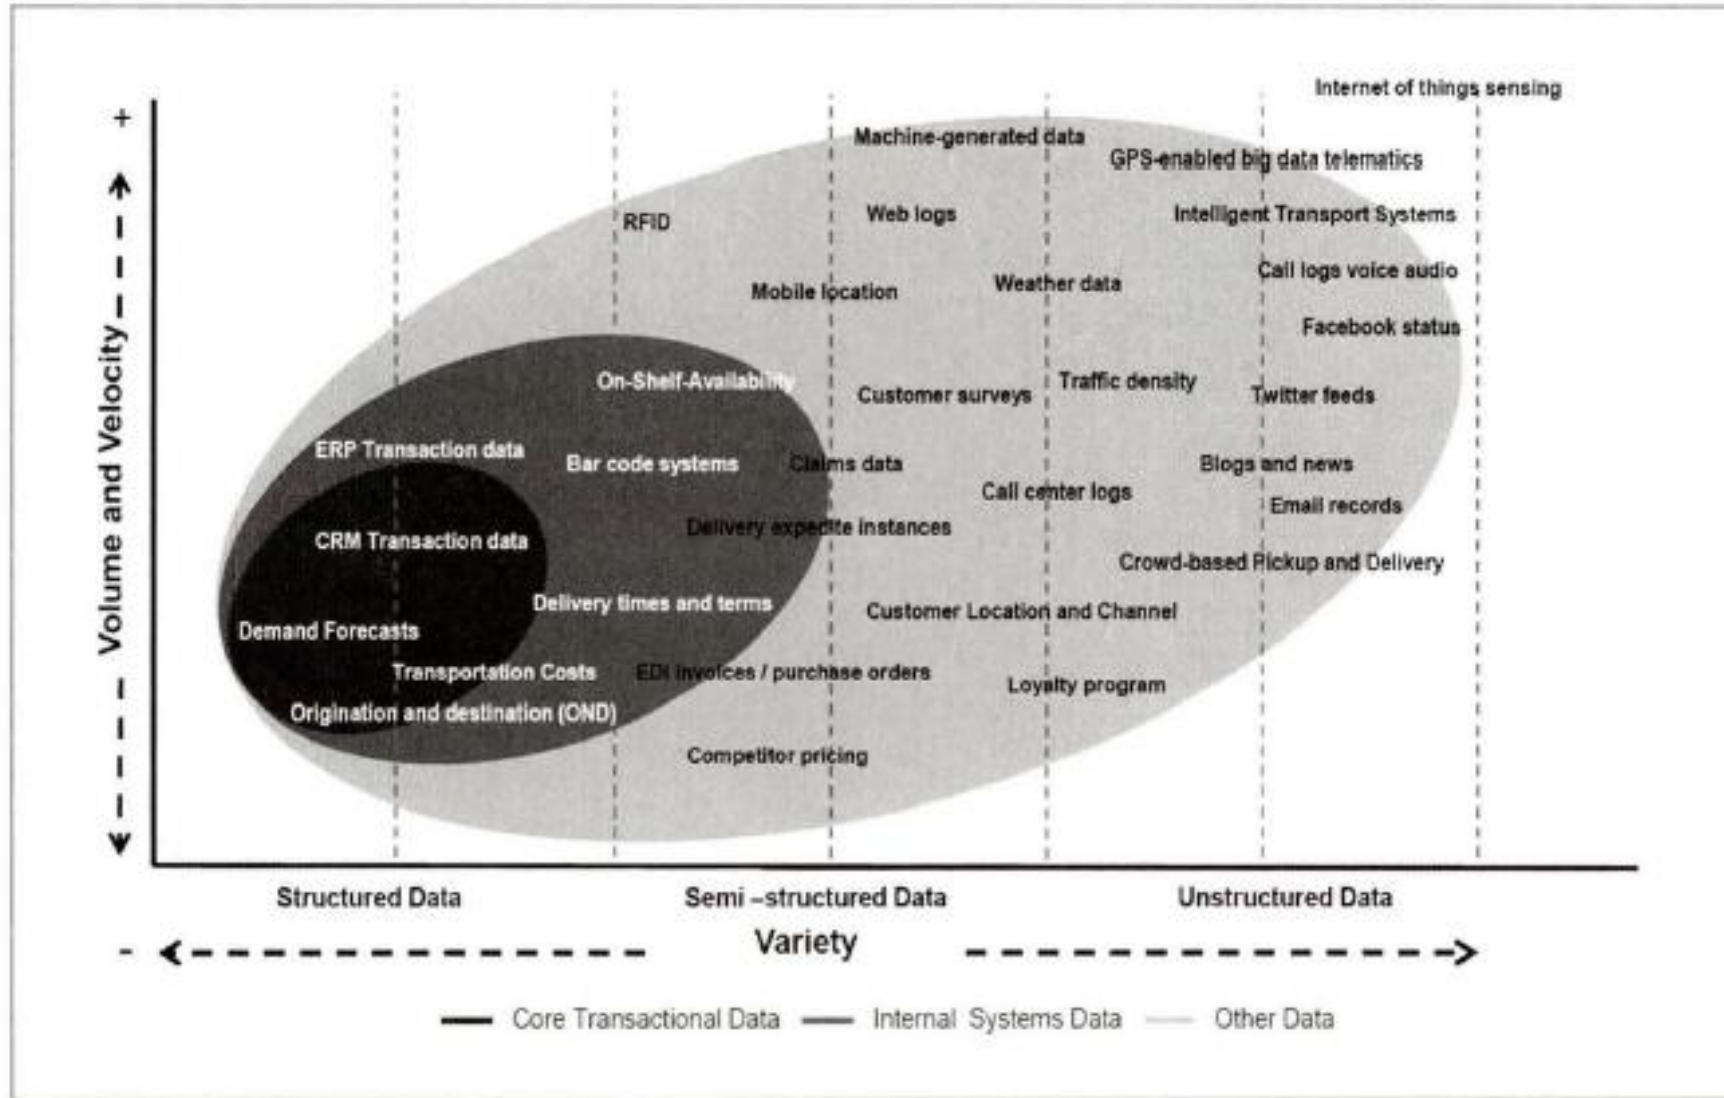 Internet of things sensing
+
Machine-generated data
GPS-enabled big data telematics
RFID
Web logs
Intelligent Transport Systems
Call logs voice audio
Mobile location
Weather data
Facebook status
On-Shelf-Availability
Customer surveys
Traffic density
Twitter feeds
ERP Transaction data
Bar code systems
Claims data
Call center logs
Blogs and news
Email records
CRM Transaction data
Delivery expedite instances
Crowd-based Pickup and Delivery
Delivery times and terms
Customer Location and Channel
Demand Forecasts
Transportation Costs
EDI invoices / purchase orders
Loyalty program
Origination and destination (OND)
Competitor pricing
Volume and Velocity
Structured Data
Semi –structured Data
Unstructured Data
-
Variety
Core Transactional Data
Internal Systems Data
Other Data